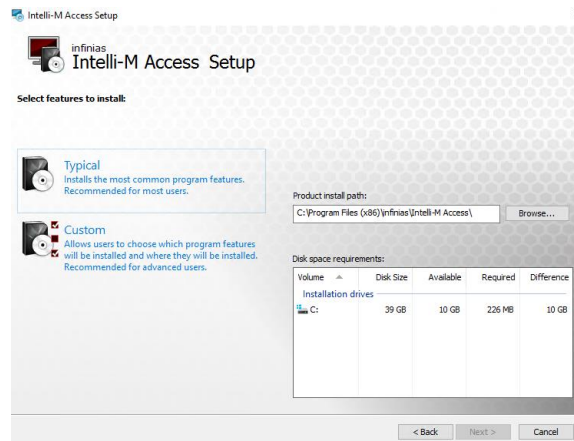 Intelli-M Access Setup
infinias
Intelli-M Access Setup
Select features to install:
Typical
Installs the most common program features.
Recommended for most users.
Custom
Allows users to choose which program features
will be installed and where they will be installed.
Recommended for advanced users.
Product install path:
C:\Program Files (x86)\infinias\Intelli-M Access\ Browse...
Disk space requirements:
Volume Disk Size Available Required Difference
Installation drives
C: 39 GB 10 GB 226 MB 10 GB
< Back Next > Cancel